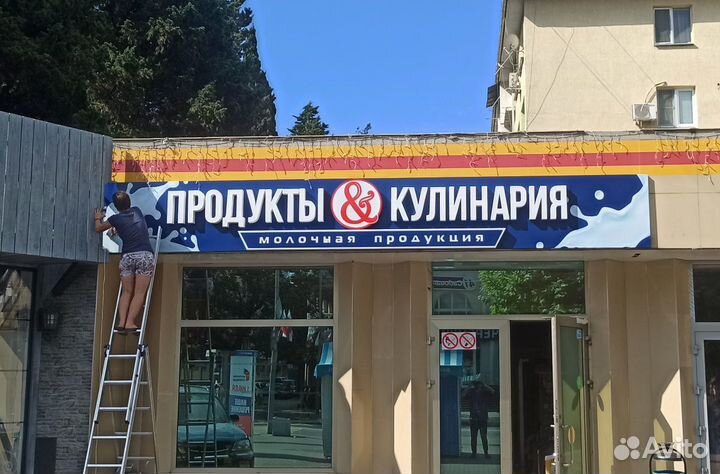 ПРОДУКТЫ & КУЛИНАРИЯ
МОЛОЧНАЯ ПРОДУКЦИЯ
Avito